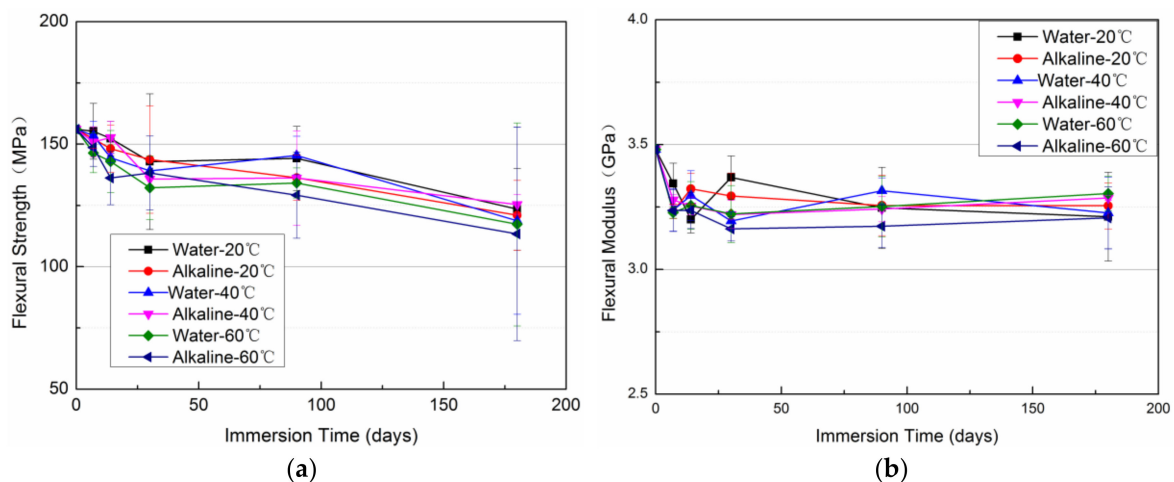 200
150
100
50
0
50
100
150
200
Flexural Strength（MPa）
Immersion Time (days)
Water-20℃
Alkaline-20℃
Water-40℃
Alkaline-40℃
Water-60℃
Alkaline-60℃
(a)
4.0
3.5
3.0
2.5
0
50
100
150
200
Flexural Modulus（GPa）
Immersion Time (days)
Water-20℃
Alkaline-20℃
Water-40℃
Alkaline-40℃
Water-60℃
Alkaline-60℃
(b)